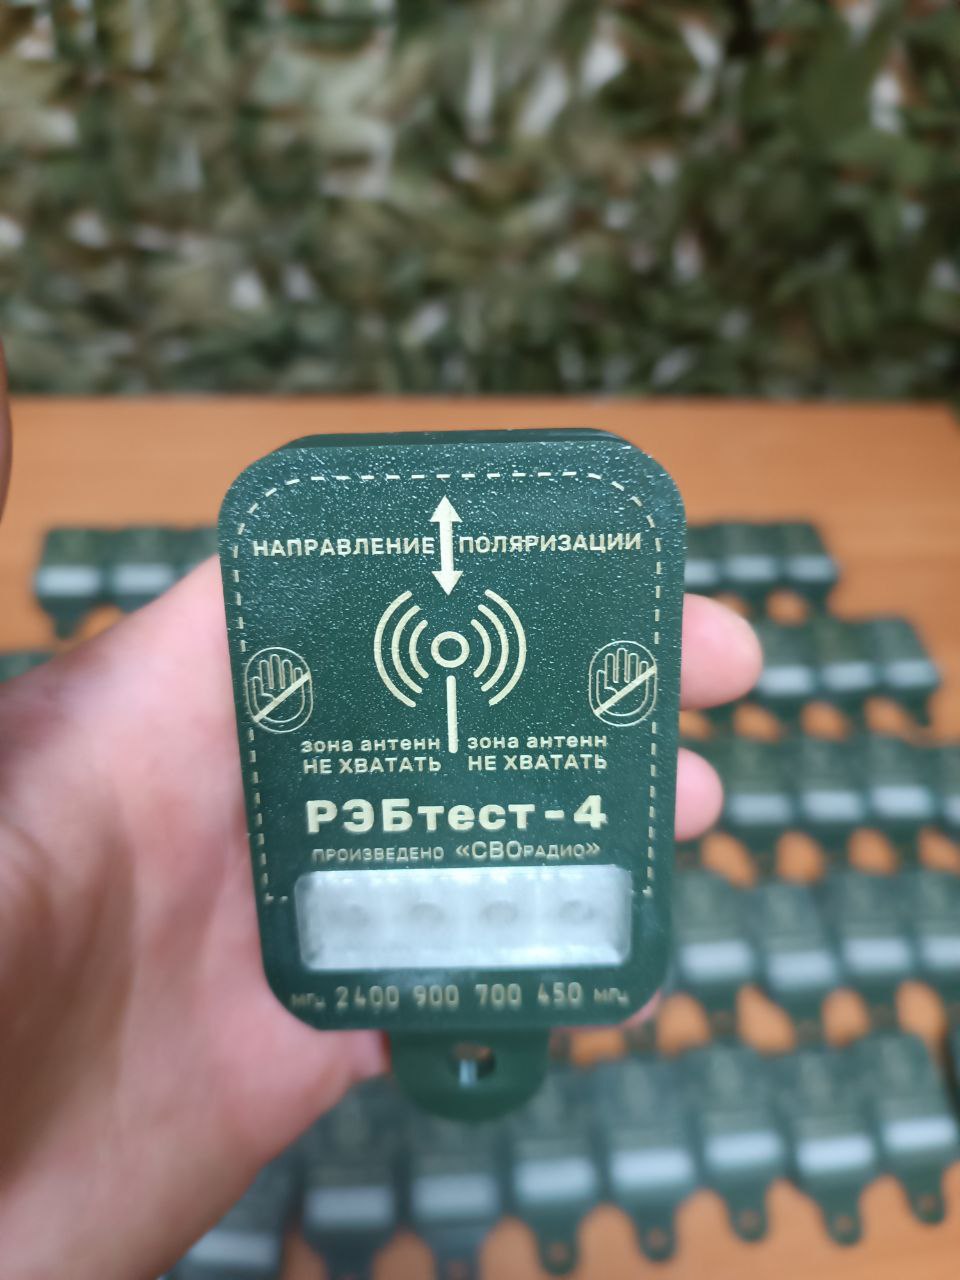 НАПРАВЛЕНИЕ ПОЛЯРИЗАЦИИ
зона антенн зона антенн
НЕ ХВАТАТЬ НЕ ХВАТАТЬ
РЭБтест-4
ПРОИЗВЕДЕНО «СВОРАДИО»
МГц 2400 900 700 450 МГц